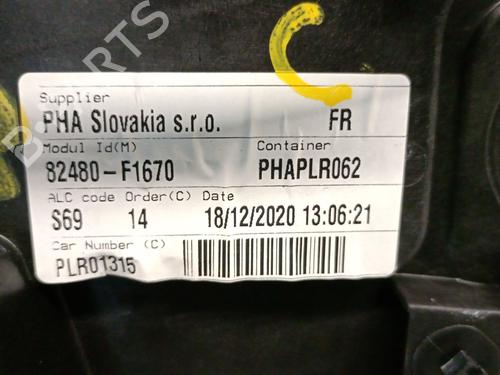 C
Supplier
PHA Slovakia s.r.o. FR
Modul Id(M) Container
82480-F1670 PHAPLR062
ALC code Order(C) Date
S69 14 18/12/2020 13:06:21
Car Number (C)
PLR01315
B-PARTS